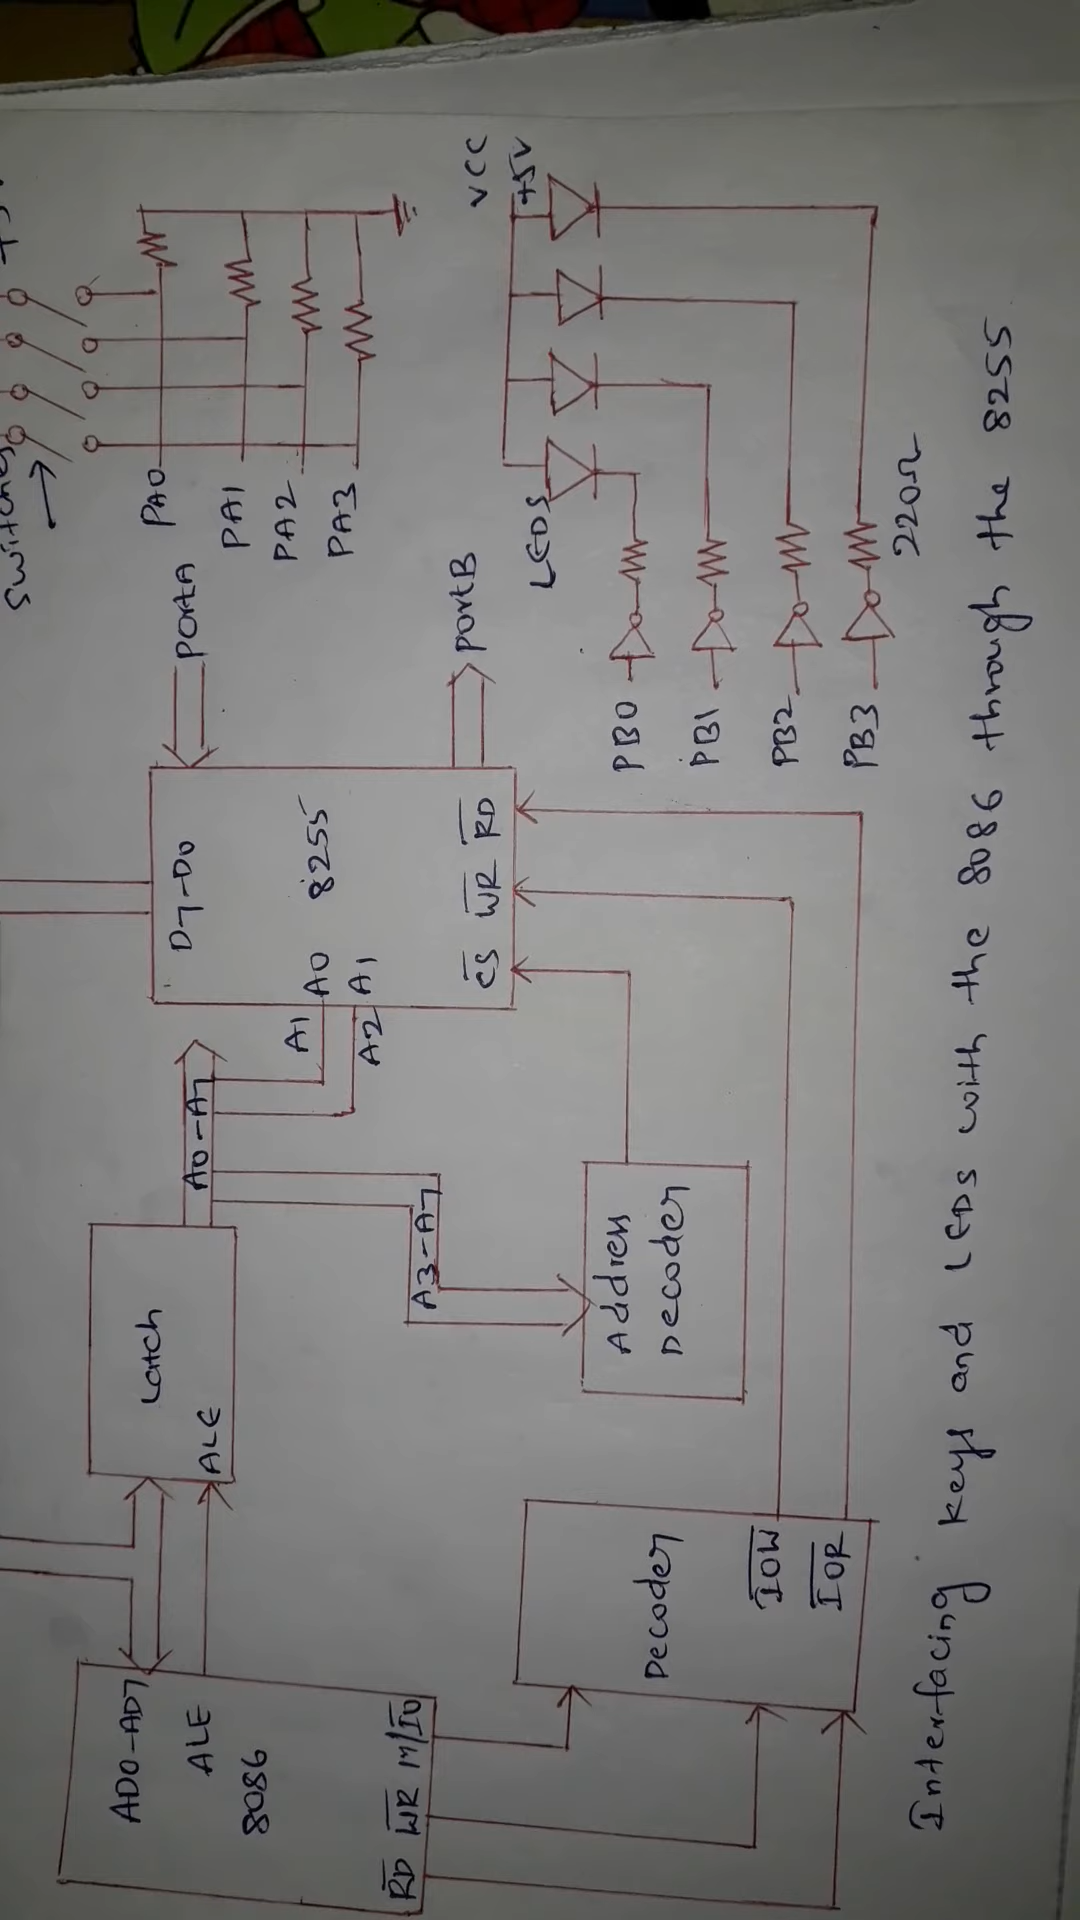 Switches
+5V
PA0
PA1
PA2
PA3
PORTA
D7-D0
8255
A0
A1
CS WR RD
PORTB
VCC
+5V
LEDS
PB0
PB1
PB2
PB3
220Ω
A0-A7
A1
A2
A3-A7
Latch
ALE
Address
Decoder
AD0-AD7
ALE
8086
RD WR M/IO
Decoder
IOW
IOR
Interfacing keys and LEDs with the 8086 through the 8255